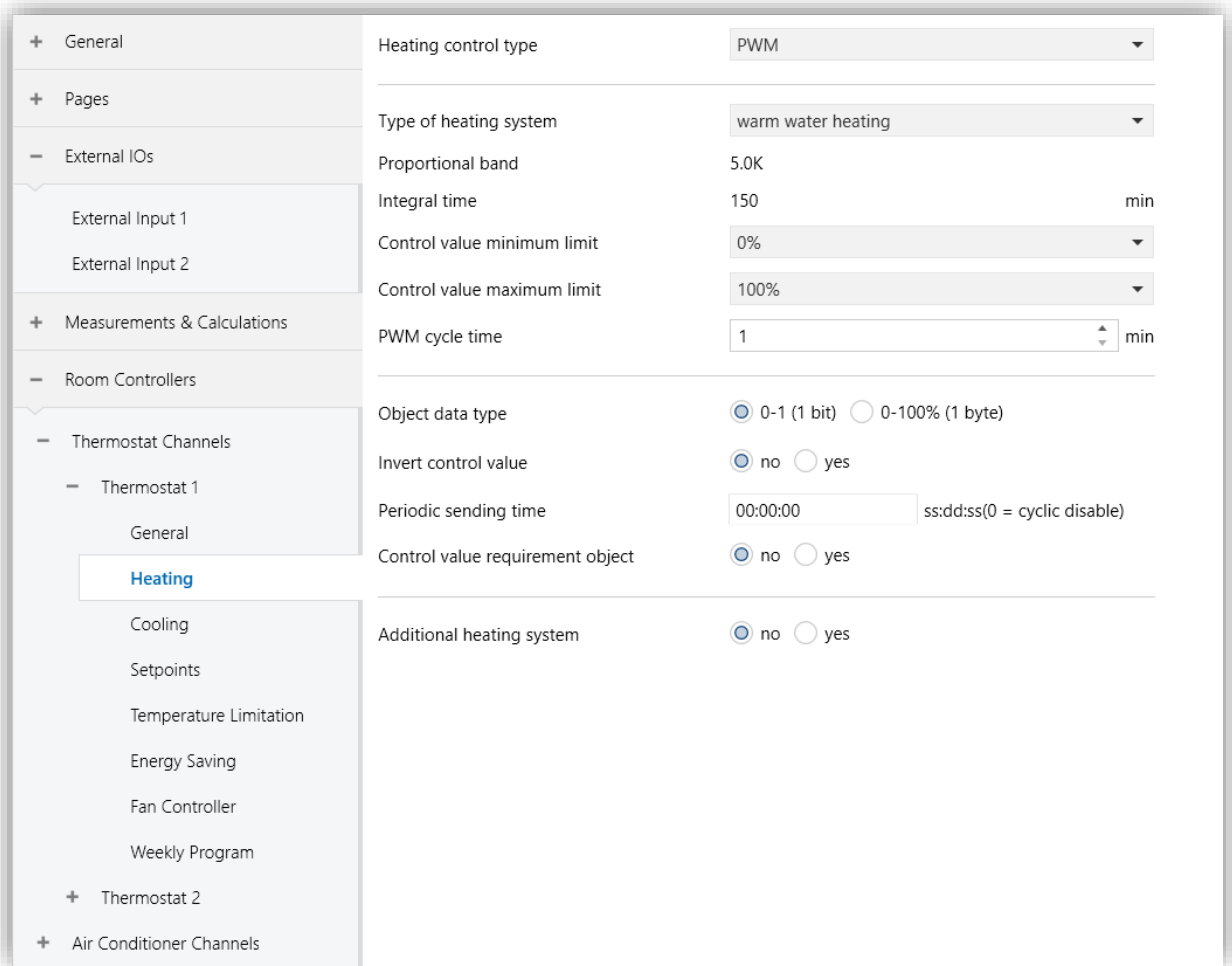 + General
+ Pages
− External IOs
External Input 1
External Input 2
+ Measurements & Calculations
− Room Controllers
− Thermostat Channels
− Thermostat 1
General
Heating
Cooling
Setpoints
Temperature Limitation
Energy Saving
Fan Controller
Weekly Program
+ Thermostat 2
+ Air Conditioner Channels
Heating control type PWM
Type of heating system warm water heating
Proportional band 5.0K
Integral time 150 min
Control value minimum limit 0%
Control value maximum limit 100%
PWM cycle time 1 min
Object data type 0-1 (1 bit) 0-100% (1 byte)
Invert control value no yes
Periodic sending time 00:00:00 ss:dd:ss(0 = cyclic disable)
Control value requirement object no yes
Additional heating system no yes